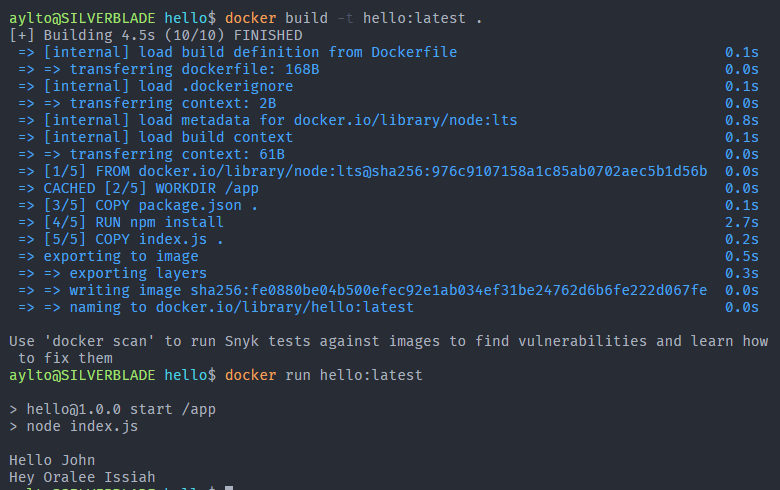 aylto@SILVERBLADE hello$ docker build -t hello:latest .
[+] Building 4.5s (10/10) FINISHED
=> [internal] load build definition from Dockerfile 0.1s
=> => transferring dockerfile: 168B 0.0s
=> [internal] load .dockerignore 0.1s
=> => transferring context: 2B 0.0s
=> [internal] load metadata for docker.io/library/node:lts 0.8s
=> [internal] load build context 0.1s
=> => transferring context: 61B 0.0s
=> [1/5] FROM docker.io/library/node:lts@sha256:976c9107158a1c85ab0702aec5b1d56b 0.0s
=> CACHED [2/5] WORKDIR /app 0.0s
=> [3/5] COPY package.json . 0.1s
=> [4/5] RUN npm install 2.7s
=> [5/5] COPY index.js . 0.2s
=> exporting to image 0.5s
=> => exporting layers 0.3s
=> => writing image sha256:fe0880be04b500efec92e1ab034ef31be24762d6b6fe222d067fe 0.0s
=> => naming to docker.io/library/hello:latest 0.0s
Use 'docker scan' to run Snyk tests against images to find vulnerabilities and learn how
to fix them
aylto@SILVERBLADE hello$ docker run hello:latest
> hello@1.0.0 start /app
> node index.js
Hello John
Hey Oralee Issiah